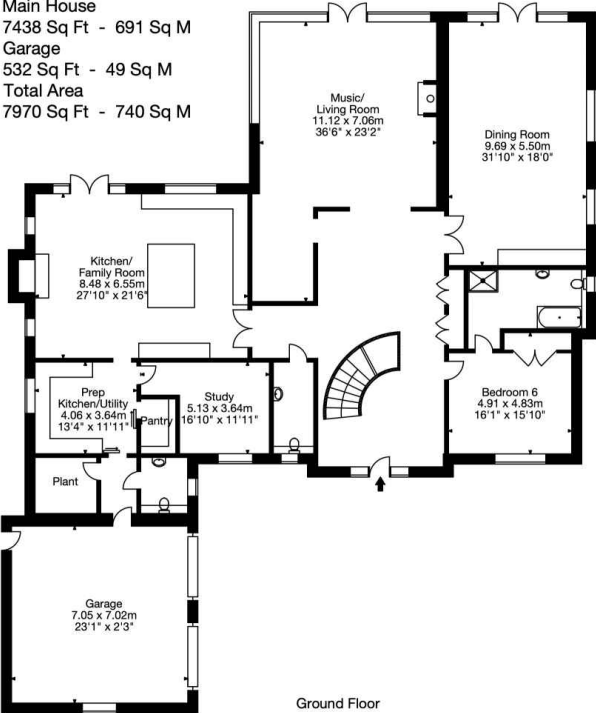 Main House
7438 Sq Ft - 691 Sq M
Garage
532 Sq Ft - 49 Sq M
Total Area
7970 Sq Ft - 740 Sq M
Music/
Living Room
11.12 x 7.06m
36'6" x 23'2"
Dining Room
9.69 x 5.50m
31'10" x 18'0"
Kitchen/
Family Room
8.48 x 6.55m
27'10" x 21'6"
Prep
Kitchen/Utility
4.06 x 3.64m
13'4" x 11'11"
Pantry
Study
5.13 x 3.64m
16'10" x 11'11"
Bedroom 6
4.91 x 4.83m
16'1" x 15'10"
Plant
Garage
7.05 x 7.02m
23'1" x 2'3"
Ground Floor